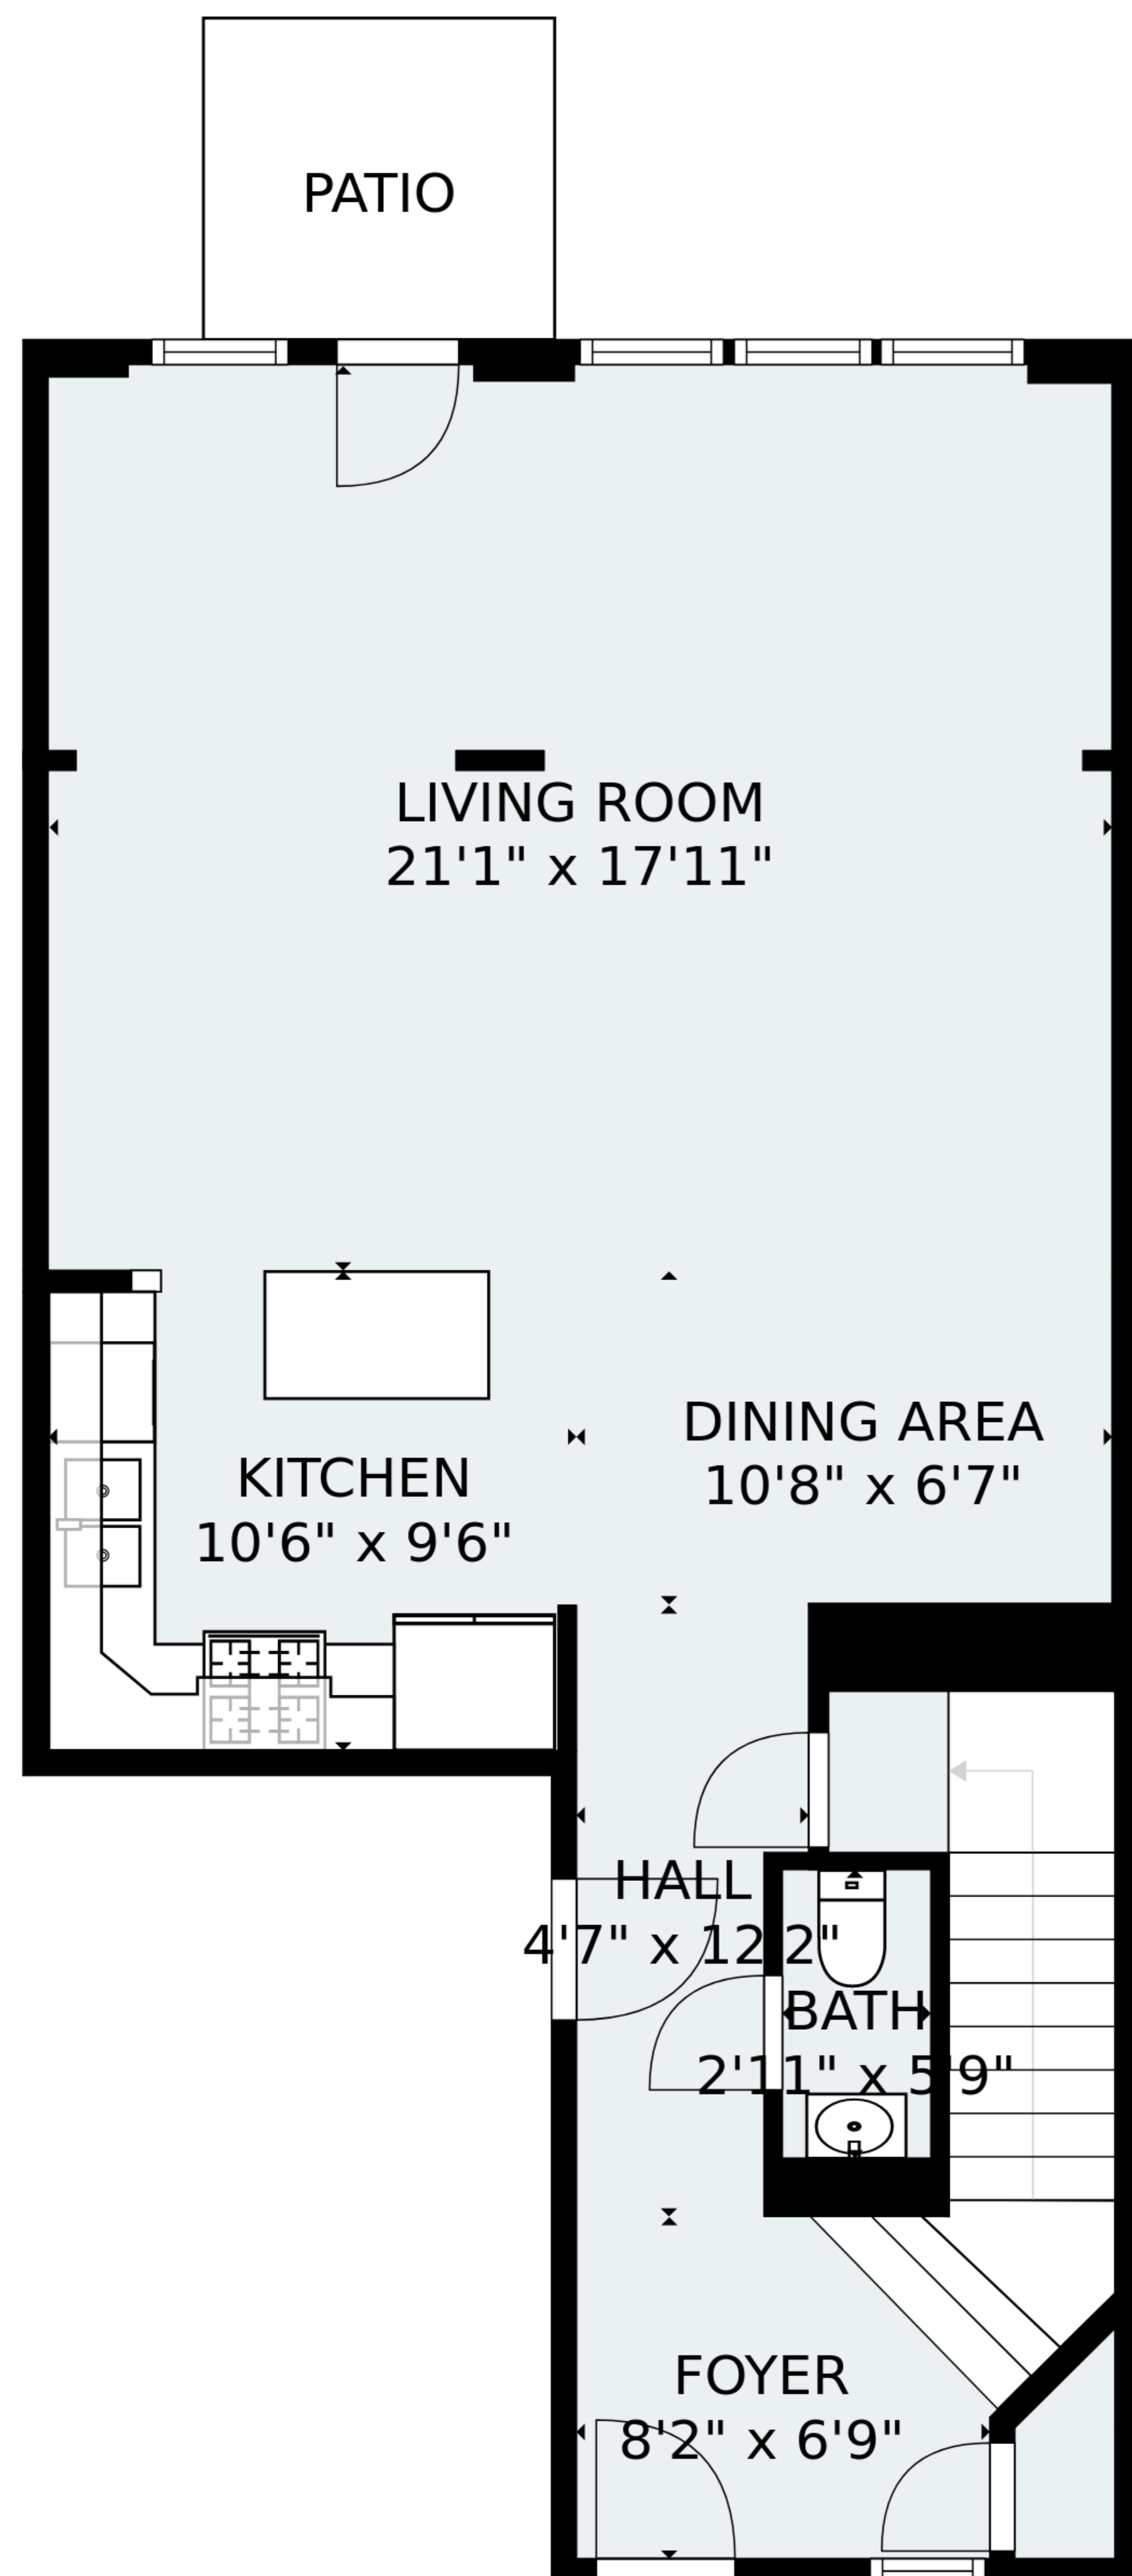 PATIO
LIVING ROOM
21'1" x 17'11"
DINING AREA
10'8" x 6'7"
KITCHEN
10'6" x 9'6"
HALL
4'7" x 12'2"
BATH
2'11" x 5'9"
FOYER
8'2" x 6'9"